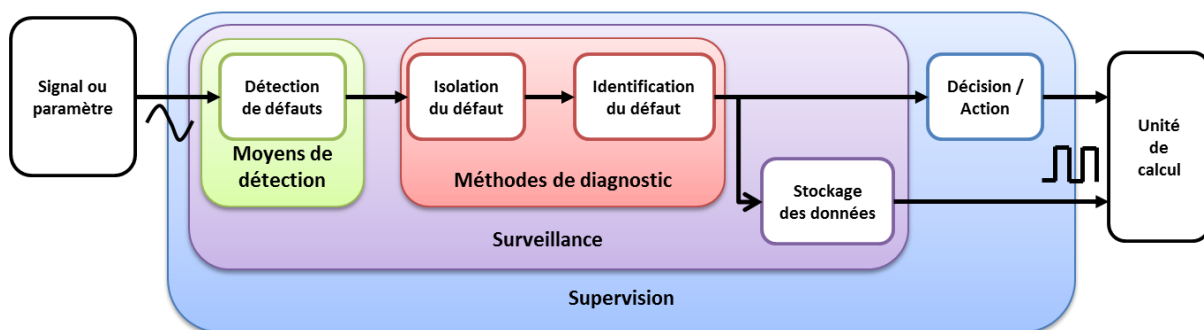 Signal ou
paramètre
Détection
de défauts
Moyens de
détection
Isolation
du défaut
Identification
du défaut
Méthodes de diagnostic
Stockage
des données
Surveillance
Décision /
Action
Supervision
Unité
de
calcul